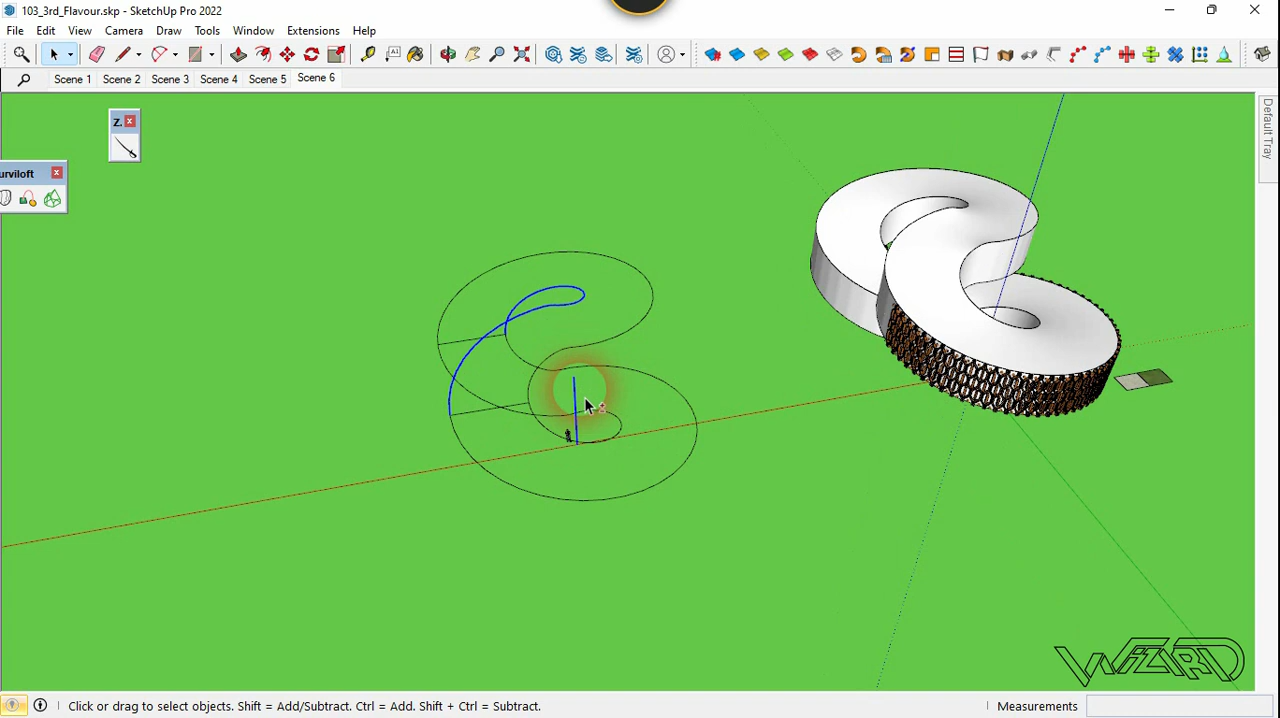 103_3rd_Flavour.skp - SketchUp Pro 2022
File Edit View Camera Draw Tools Window Extensions Help
Scene 1 Scene 2 Scene 3 Scene 4 Scene 5 Scene 6
Z.
urviloft
Default Tray
WIZARD
Click or drag to select objects. Shift = Add/Subtract. Ctrl = Add. Shift + Ctrl = Subtract. Measurements